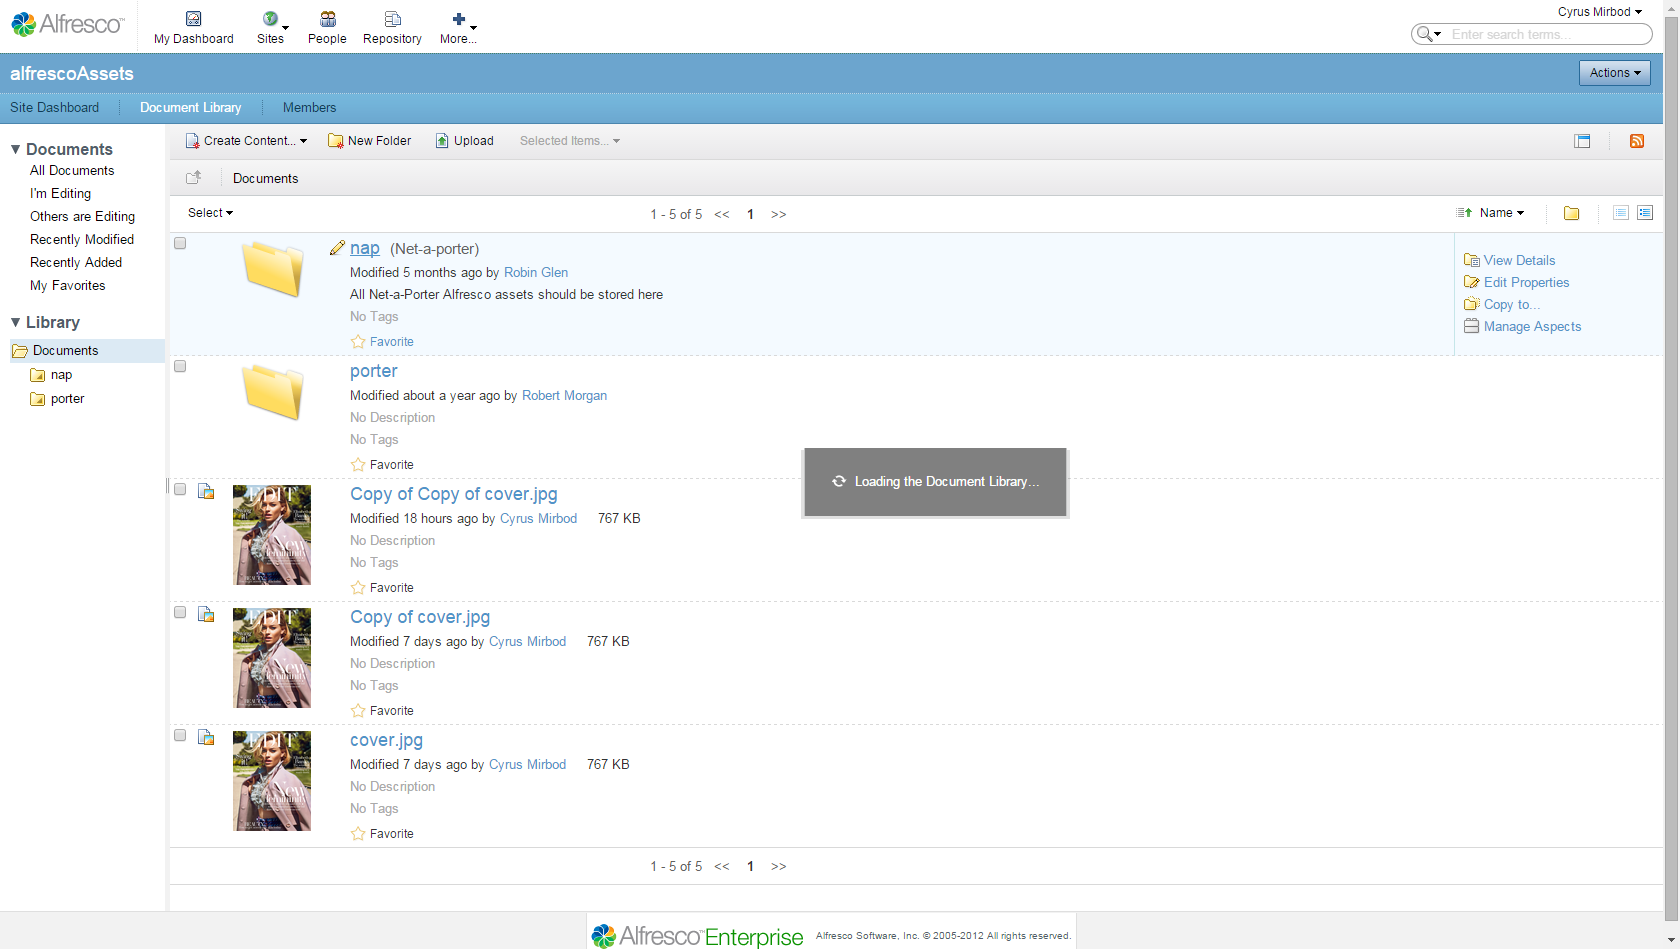 Alfresco™
My Dashboard
Sites
People
Repository
More...
Cyrus Mirbod
Enter search terms...
alfrescoAssets
Actions
Site Dashboard
Document Library
Members
Documents
All Documents
I'm Editing
Others are Editing
Recently Modified
Recently Added
My Favorites
Library
Documents
nap
porter
Create Content...
New Folder
Upload
Selected Items...
Documents
Select
1 - 5 of 5 << 1 >>
Name
nap (Net-a-porter)
Modified 5 months ago by Robin Glen
All Net-a-Porter Alfresco assets should be stored here
No Tags
Favorite
View Details
Edit Properties
Copy to...
Manage Aspects
porter
Modified about a year ago by Robert Morgan
No Description
No Tags
Favorite
Loading the Document Library...
EDIT
New
Copy of Copy of cover.jpg
Modified 18 hours ago by Cyrus Mirbod 767 KB
No Description
No Tags
Favorite
EDIT
New
Copy of cover.jpg
Modified 7 days ago by Cyrus Mirbod 767 KB
No Description
No Tags
Favorite
EDIT
New
cover.jpg
Modified 7 days ago by Cyrus Mirbod 767 KB
No Description
No Tags
Favorite
1 - 5 of 5 << 1 >>
Alfresco™ Enterprise
Alfresco Software, Inc. © 2005-2012 All rights reserved.